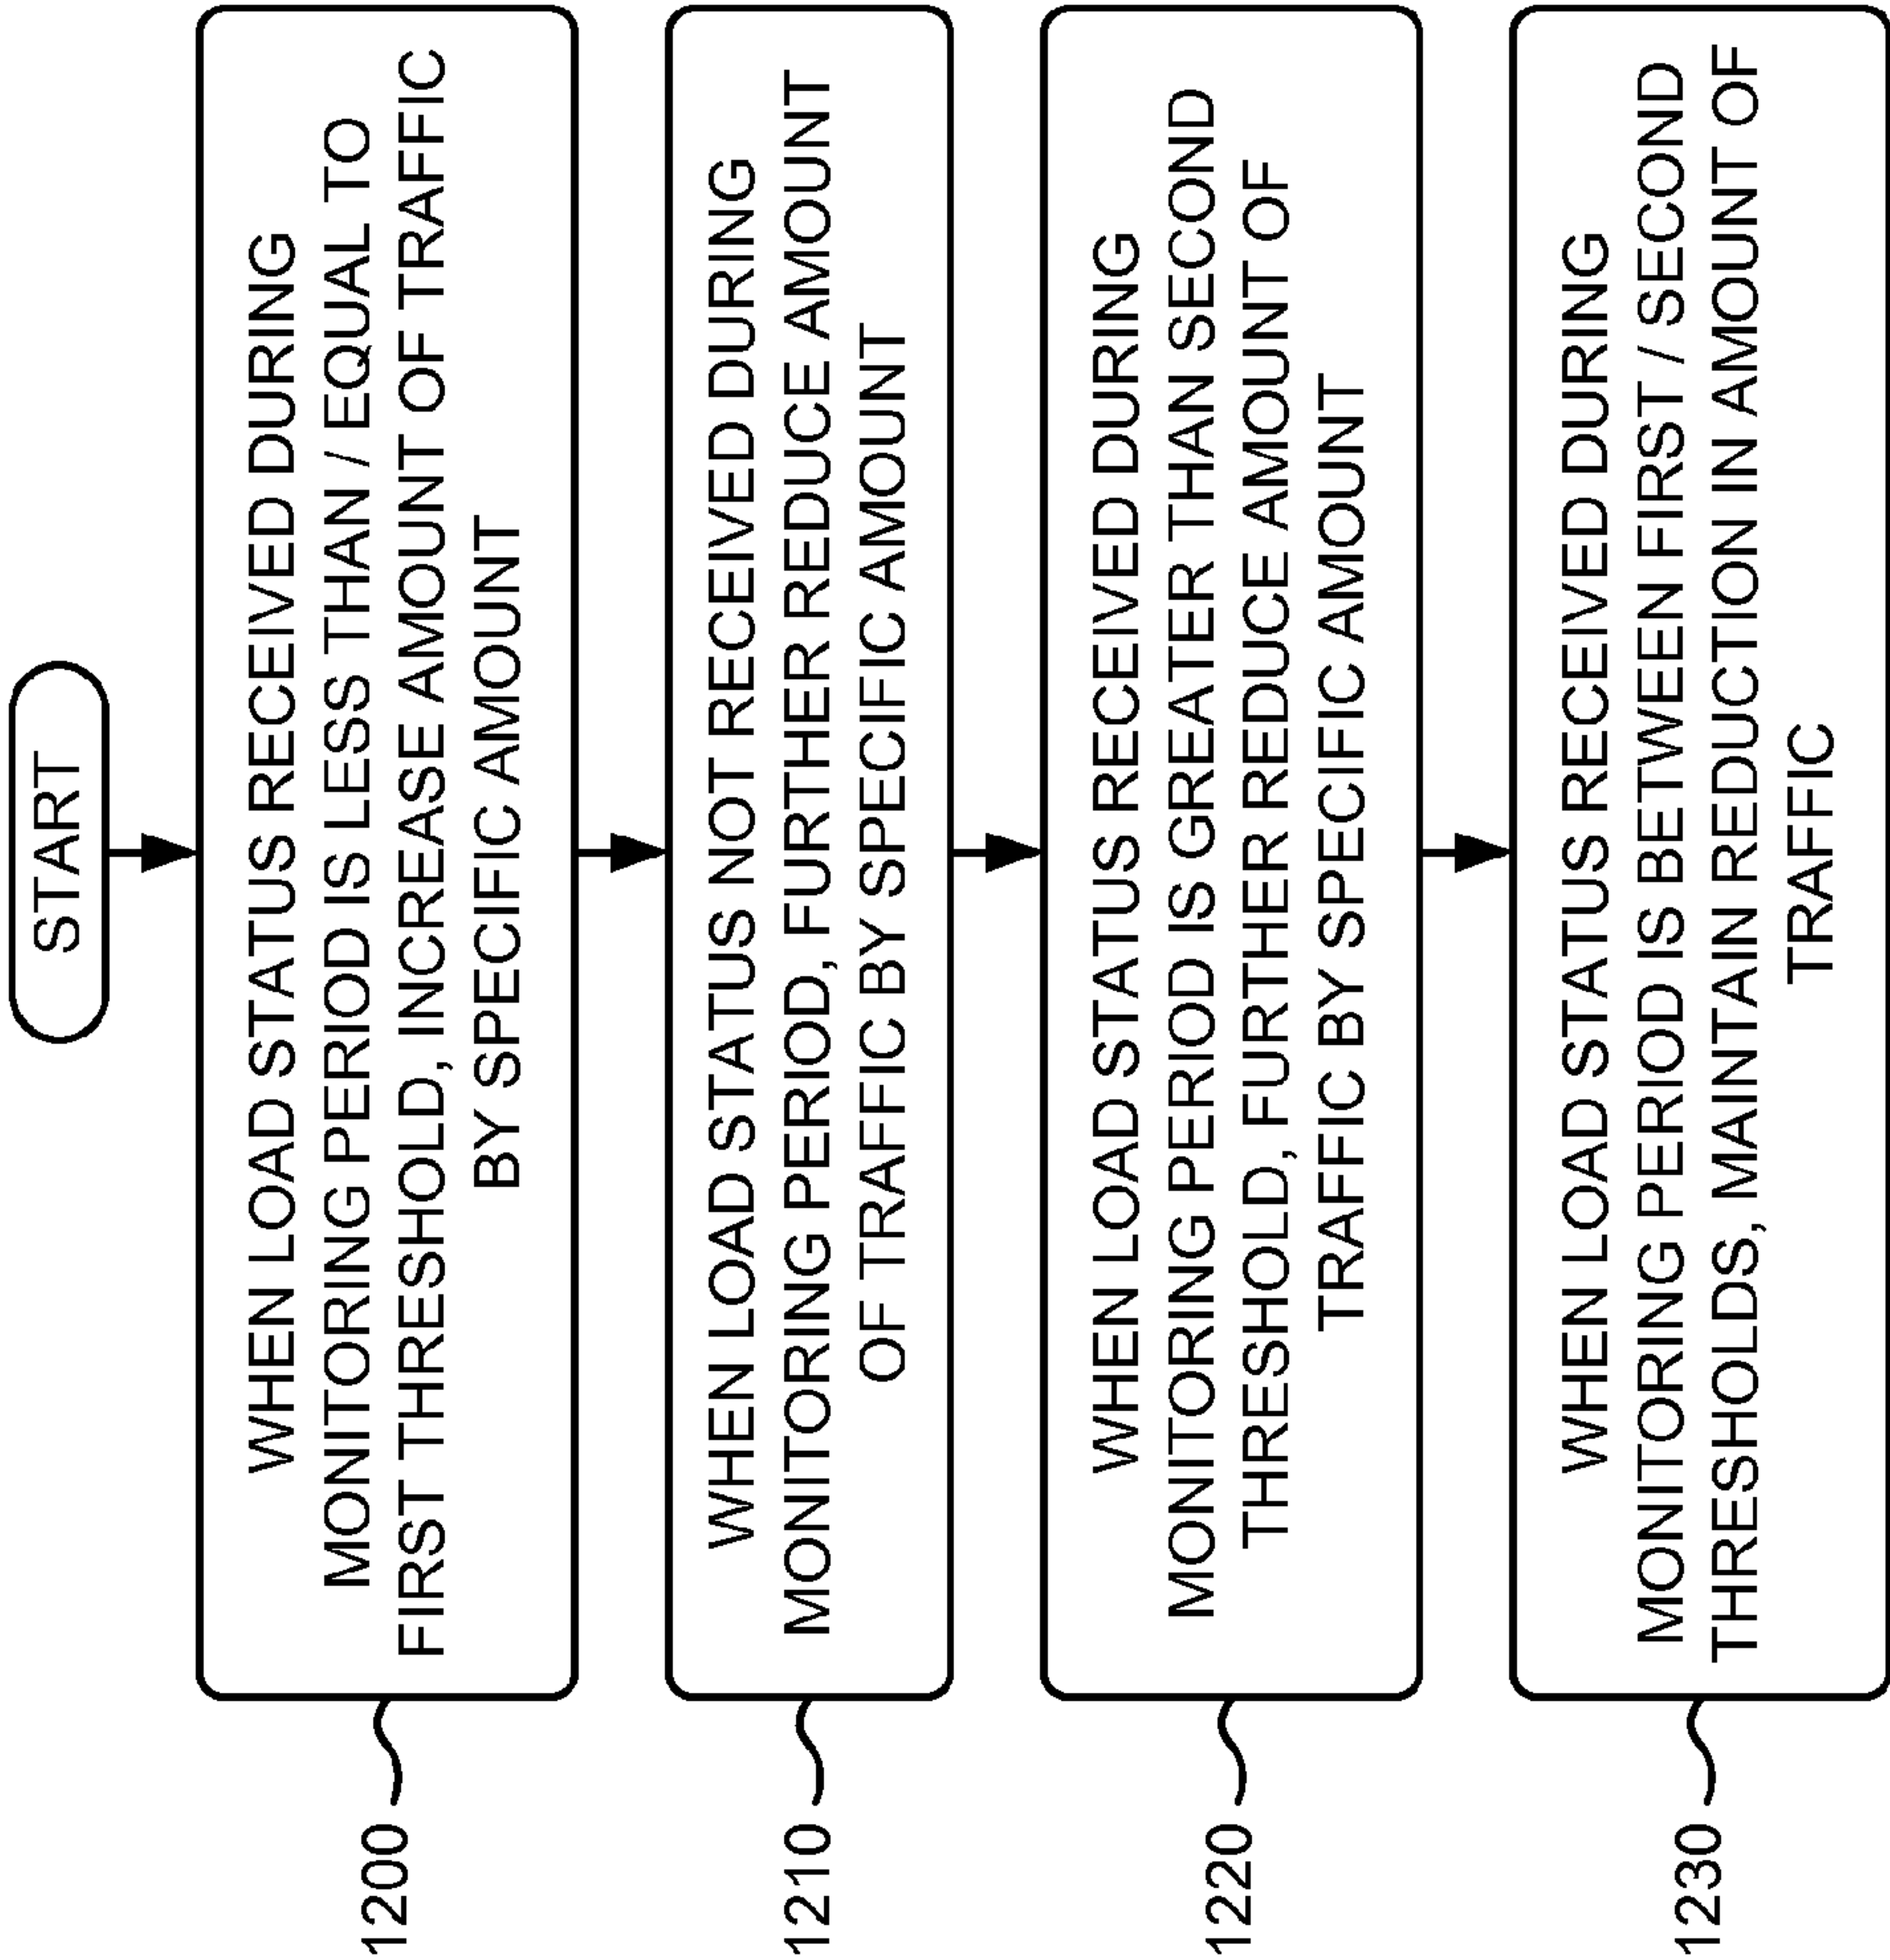 START
WHEN LOAD STATUS RECEIVED DURING
MONITORING PERIOD IS LESS THAN / EQUAL TO
FIRST THRESHOLD, INCREASE AMOUNT OF TRAFFIC
BY SPECIFIC AMOUNT
1200
WHEN LOAD STATUS NOT RECEIVED DURING
MONITORING PERIOD, FURTHER REDUCE AMOUNT
OF TRAFFIC BY SPECIFIC AMOUNT
1210
WHEN LOAD STATUS RECEIVED DURING
MONITORING PERIOD IS GREATER THAN SECOND
THRESHOLD, FURTHER REDUCE AMOUNT OF
TRAFFIC BY SPECIFIC AMOUNT
1220
WHEN LOAD STATUS RECEIVED DURING
MONITORING PERIOD IS BETWEEN FIRST / SECOND
THRESHOLDS, MAINTAIN REDUCTION IN AMOUNT OF
TRAFFIC
1230